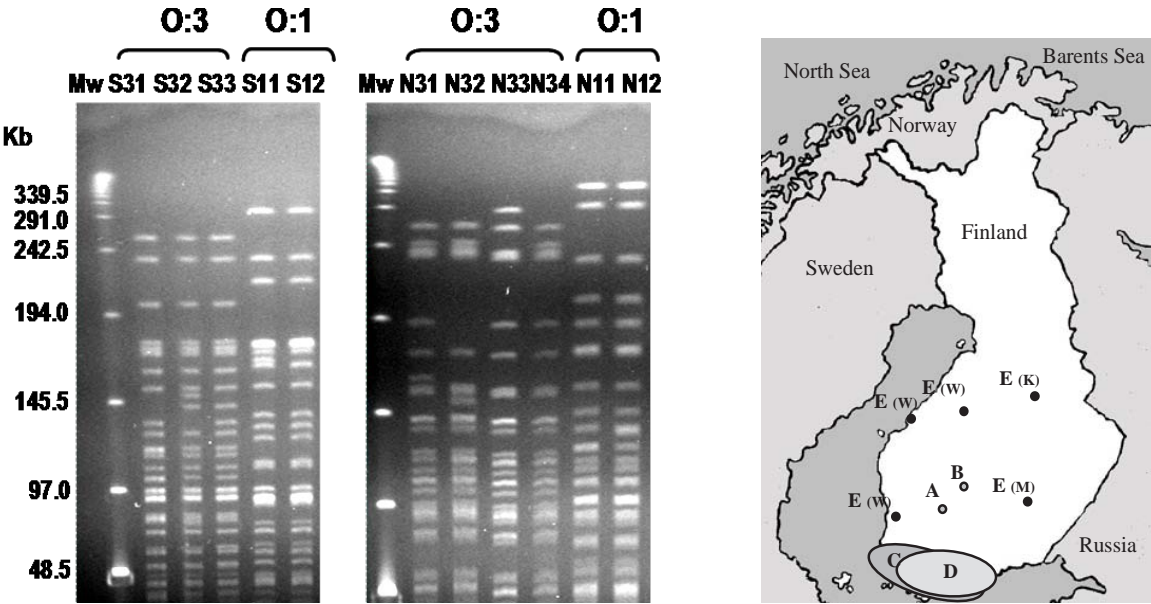 O:3 O:1
Mw S31 S32 S33 S11 S12
Kb
339.5
291.0
242.5
194.0
145.5
97.0
48.5
O:3 O:1
Mw N31 N32 N33 N34 N11 N12
North Sea
Barents Sea
Norway
Finland
Sweden
E (W)
E (K)
E (W)
B
A
E (M)
E (W)
Russia
C
D